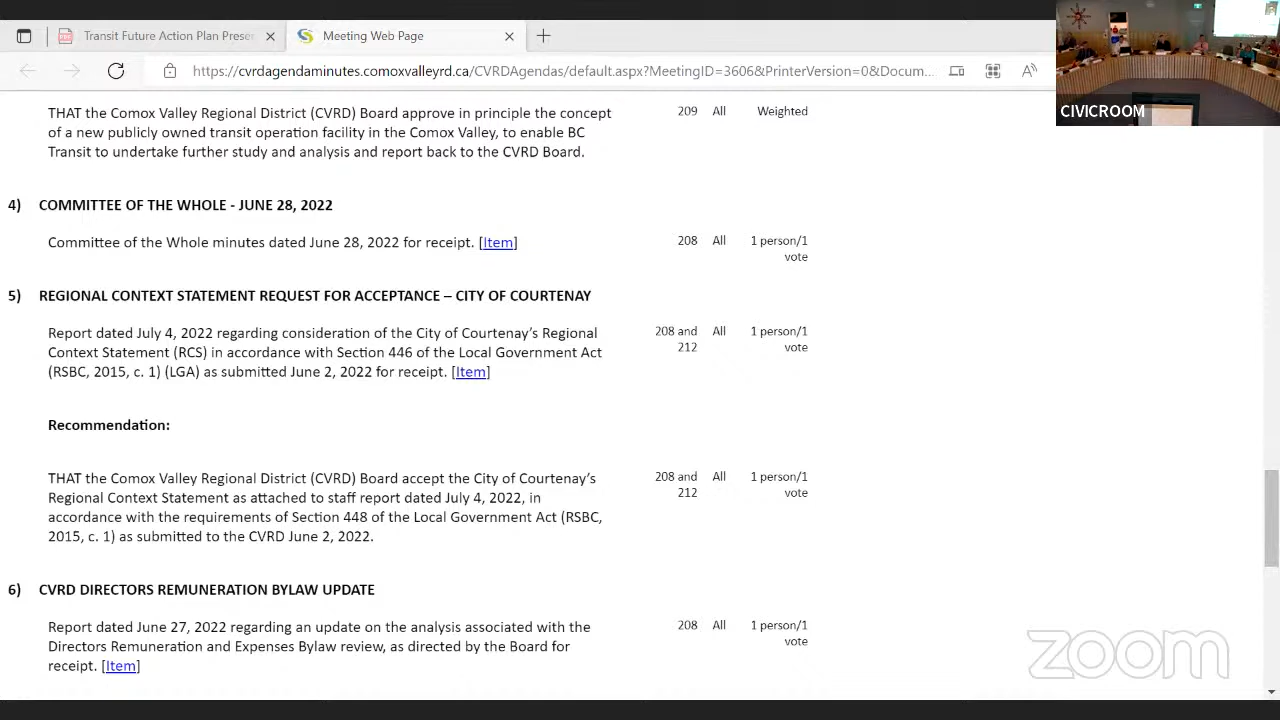 Transit Future Action Plan Prese
Meeting Web Page
https://cvrdagendaminutes.comoxvalleyrd.ca/CVRDAgendas/default.aspx?MeetingID=3606&PrinterVersion=0&Docum...
CIVICROOM
THAT the Comox Valley Regional District (CVRD) Board approve in principle the concept 209 All Weighted
of a new publicly owned transit operation facility in the Comox Valley, to enable BC
Transit to undertake further study and analysis and report back to the CVRD Board.
4) COMMITTEE OF THE WHOLE - JUNE 28, 2022
Committee of the Whole minutes dated June 28, 2022 for receipt. [Item] 208 All 1 person/1
vote
5) REGIONAL CONTEXT STATEMENT REQUEST FOR ACCEPTANCE – CITY OF COURTENAY
Report dated July 4, 2022 regarding consideration of the City of Courtenay's Regional 208 and All 1 person/1
Context Statement (RCS) in accordance with Section 446 of the Local Government Act 212 vote
(RSBC, 2015, c. 1) (LGA) as submitted June 2, 2022 for receipt. [Item]
Recommendation:
THAT the Comox Valley Regional District (CVRD) Board accept the City of Courtenay's 208 and All 1 person/1
Regional Context Statement as attached to staff report dated July 4, 2022, in 212 vote
accordance with the requirements of Section 448 of the Local Government Act (RSBC,
2015, c. 1) as submitted to the CVRD June 2, 2022.
6) CVRD DIRECTORS REMUNERATION BYLAW UPDATE
Report dated June 27, 2022 regarding an update on the analysis associated with the 208 All 1 person/1
Directors Remuneration and Expenses Bylaw review, as directed by the Board for vote
receipt. [Item]
zoom